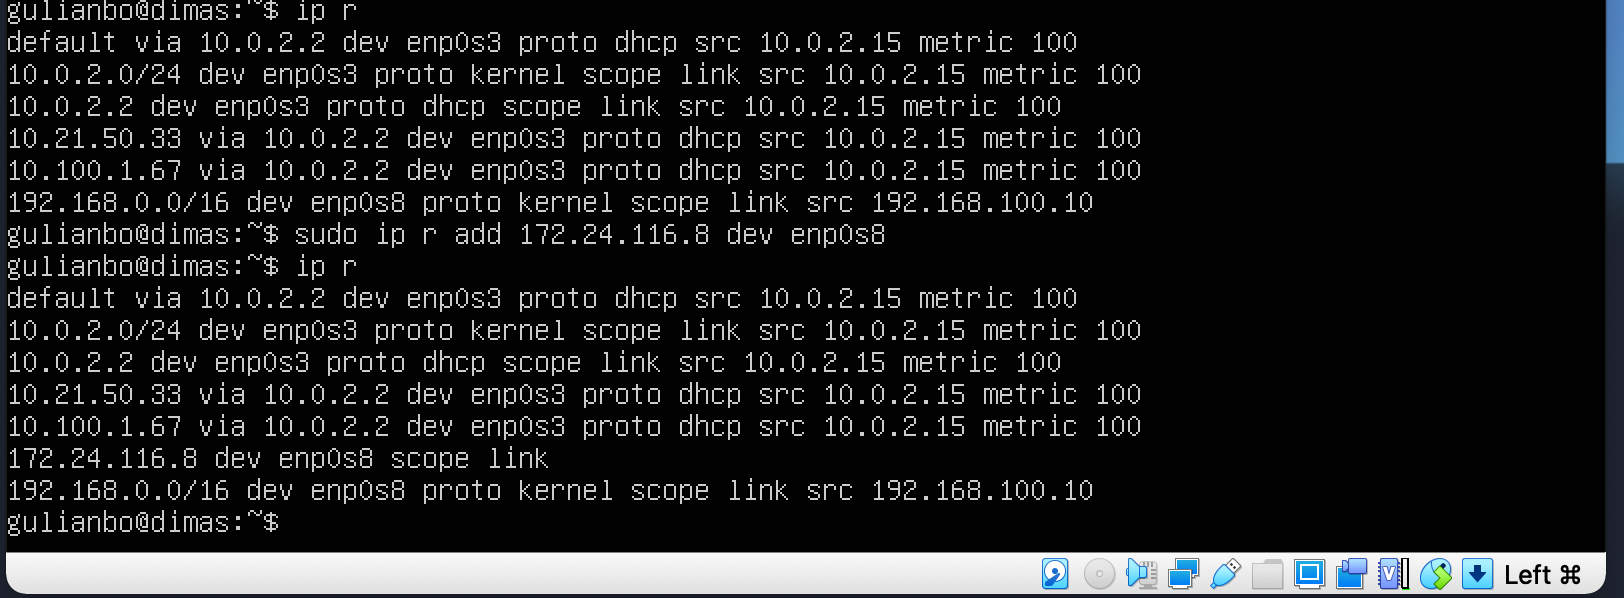 gulianbo@dimas:~$ ip r
default via 10.0.2.2 dev enp0s3 proto dhcp src 10.0.2.15 metric 100
10.0.2.0/24 dev enp0s3 proto kernel scope link src 10.0.2.15 metric 100
10.0.2.2 dev enp0s3 proto dhcp scope link src 10.0.2.15 metric 100
10.21.50.33 via 10.0.2.2 dev enp0s3 proto dhcp src 10.0.2.15 metric 100
10.100.1.67 via 10.0.2.2 dev enp0s3 proto dhcp src 10.0.2.15 metric 100
192.168.0.0/16 dev enp0s8 proto kernel scope link src 192.168.100.10
gulianbo@dimas:~$ sudo ip r add 172.24.116.8 dev enp0s8
gulianbo@dimas:~$ ip r
default via 10.0.2.2 dev enp0s3 proto dhcp src 10.0.2.15 metric 100
10.0.2.0/24 dev enp0s3 proto kernel scope link src 10.0.2.15 metric 100
10.0.2.2 dev enp0s3 proto dhcp scope link src 10.0.2.15 metric 100
10.21.50.33 via 10.0.2.2 dev enp0s3 proto dhcp src 10.0.2.15 metric 100
10.100.1.67 via 10.0.2.2 dev enp0s3 proto dhcp src 10.0.2.15 metric 100
172.24.116.8 dev enp0s8 scope link
192.168.0.0/16 dev enp0s8 proto kernel scope link src 192.168.100.10
gulianbo@dimas:~$
Left ⌘